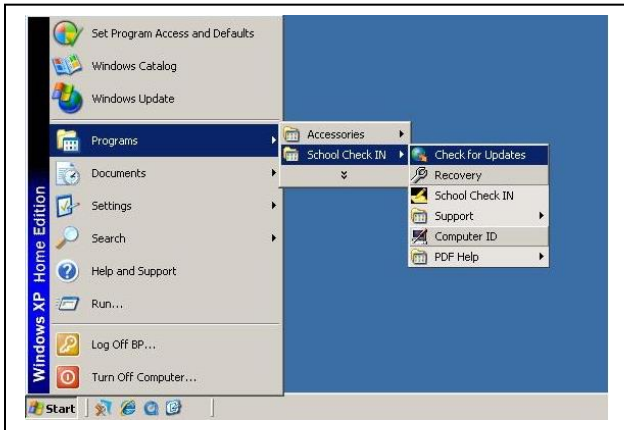 Set Program Access and Defaults
Windows Catalog
Windows Update
Programs
Documents
Settings
Search
Help and Support
Run...
Log Off BP...
Turn Off Computer...
Windows XP Home Edition
Accessories
School Check IN
Check for Updates
Recovery
School Check IN
Support
Computer ID
PDF Help
Start